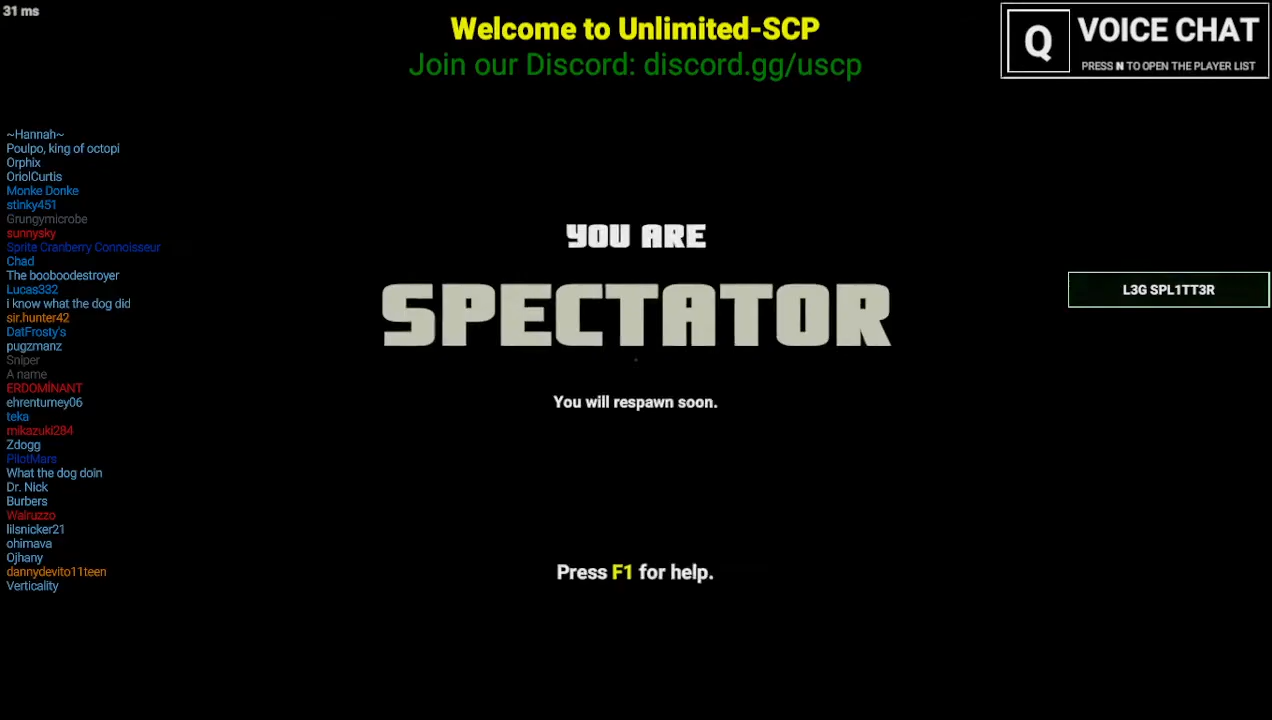 31 ms
Welcome to Unlimited-SCP
Join our Discord: discord.gg/uscp
Q
VOICE CHAT
PRESS N TO OPEN THE PLAYER LIST
~Hannah~
Poulpo, king of octopi
Orphix
OriolCurtis
Monke Donke
stinky451
Grungymicrobe
sunnysky
Sprite Cranberry Connoisseur
Chad
The booboodestroyer
Lucas332
i know what the dog did
sir.hunter42
DatFrosty's
pugzmanz
Sniper
A name
ERDOMİNANT
ehrenturney06
teka
mikazuki284
Zdogg
PilotMars
What the dog doin
Dr. Nick
Burbers
Walruzzo
lilsnicker21
ohimava
Ojhany
dannydevito11teen
Verticality
YOU ARE
SPECTATOR
You will respawn soon.
Press F1 for help.
L3G SPL1TT3R